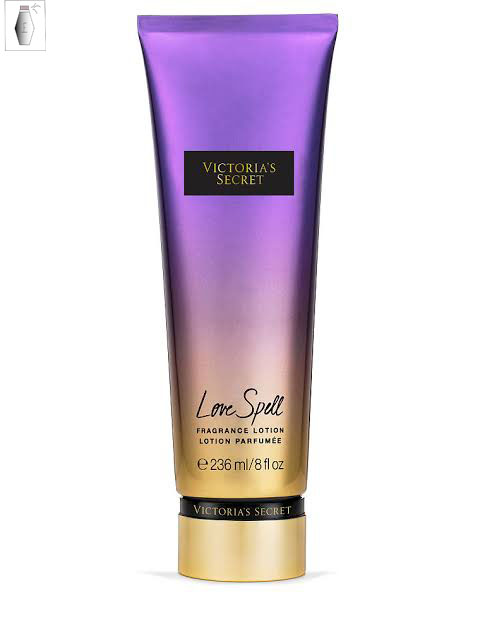 VICTORIA'S
SECRET
Love Spell
FRAGRANCE LOTION
LOTION PARFUMÉE
℮ 236 ml/8 fl oz
VICTORIA'S SECRET